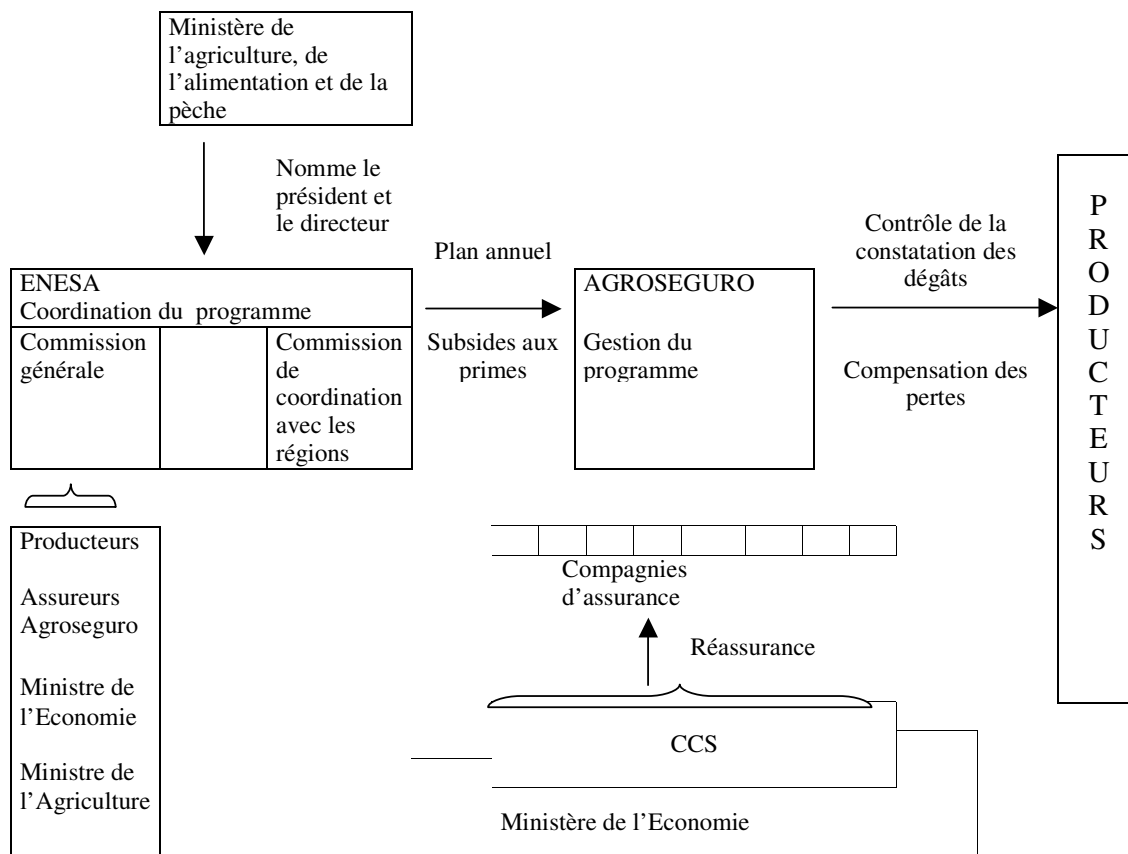 Ministère de
l'agriculture, de
l'alimentation et de la
pèche
Nomme le
président et
le directeur
ENESA
Coordination du programme
Commission
générale
Commission
de
coordination
avec les
régions
Plan annuel
Subsides aux
primes
AGROSEGURO
Gestion du
programme
Contrôle de la
constatation des
dégâts
Compensation des
pertes
P
R
O
D
U
C
T
E
U
R
S
Producteurs
Assureurs
Agroseguro
Ministre de
l'Economie
Ministre de
l'Agriculture
Compagnies
d'assurance
Réassurance
CCS
Ministère de l'Economie